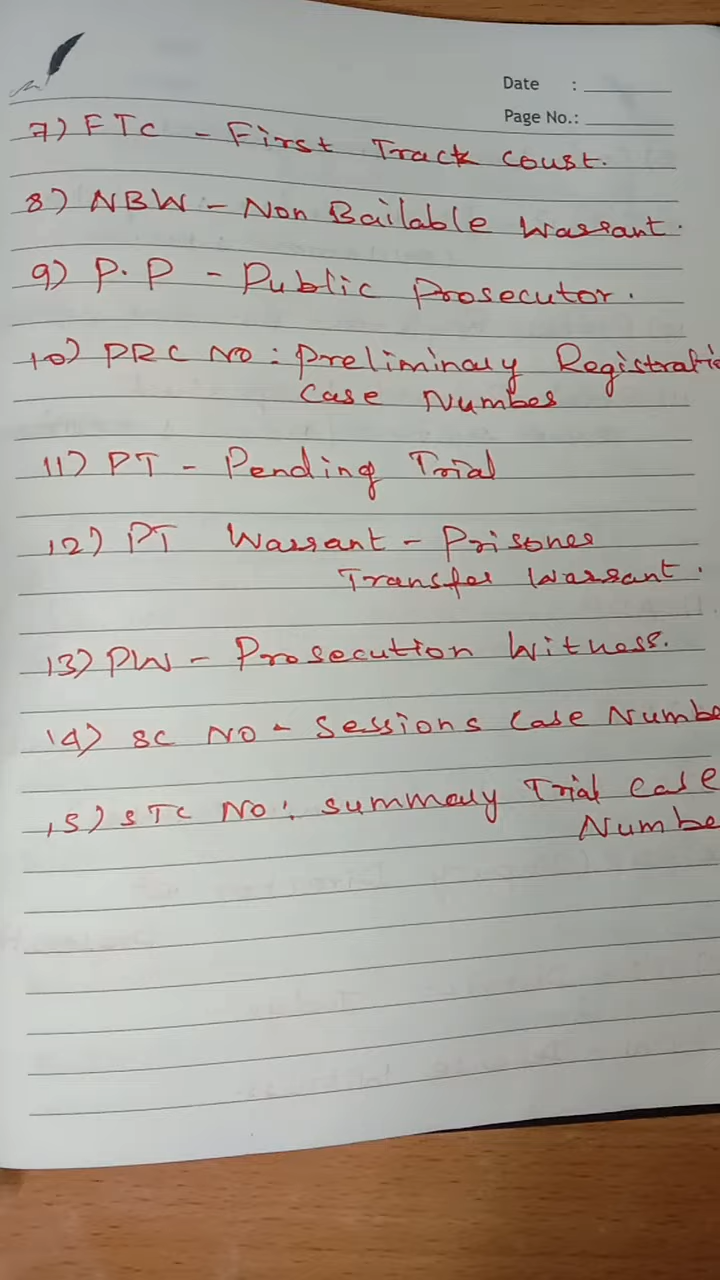 Date :
Page No.:
7) FTC - First Track Court.
8) NBW - Non Bailable Warrant.
9) P.P - Public Prosecutor.
10) PRC NO : Preliminary Registratio
Case Number
11) PT - Pending Trial
12) PT Warrant - Prisoner
Transfer Warrant.
13) PW - Prosecution Witness.
14) SC NO - Sessions Case Numbe
15) STC NO: Summary Trial Case
Numbe